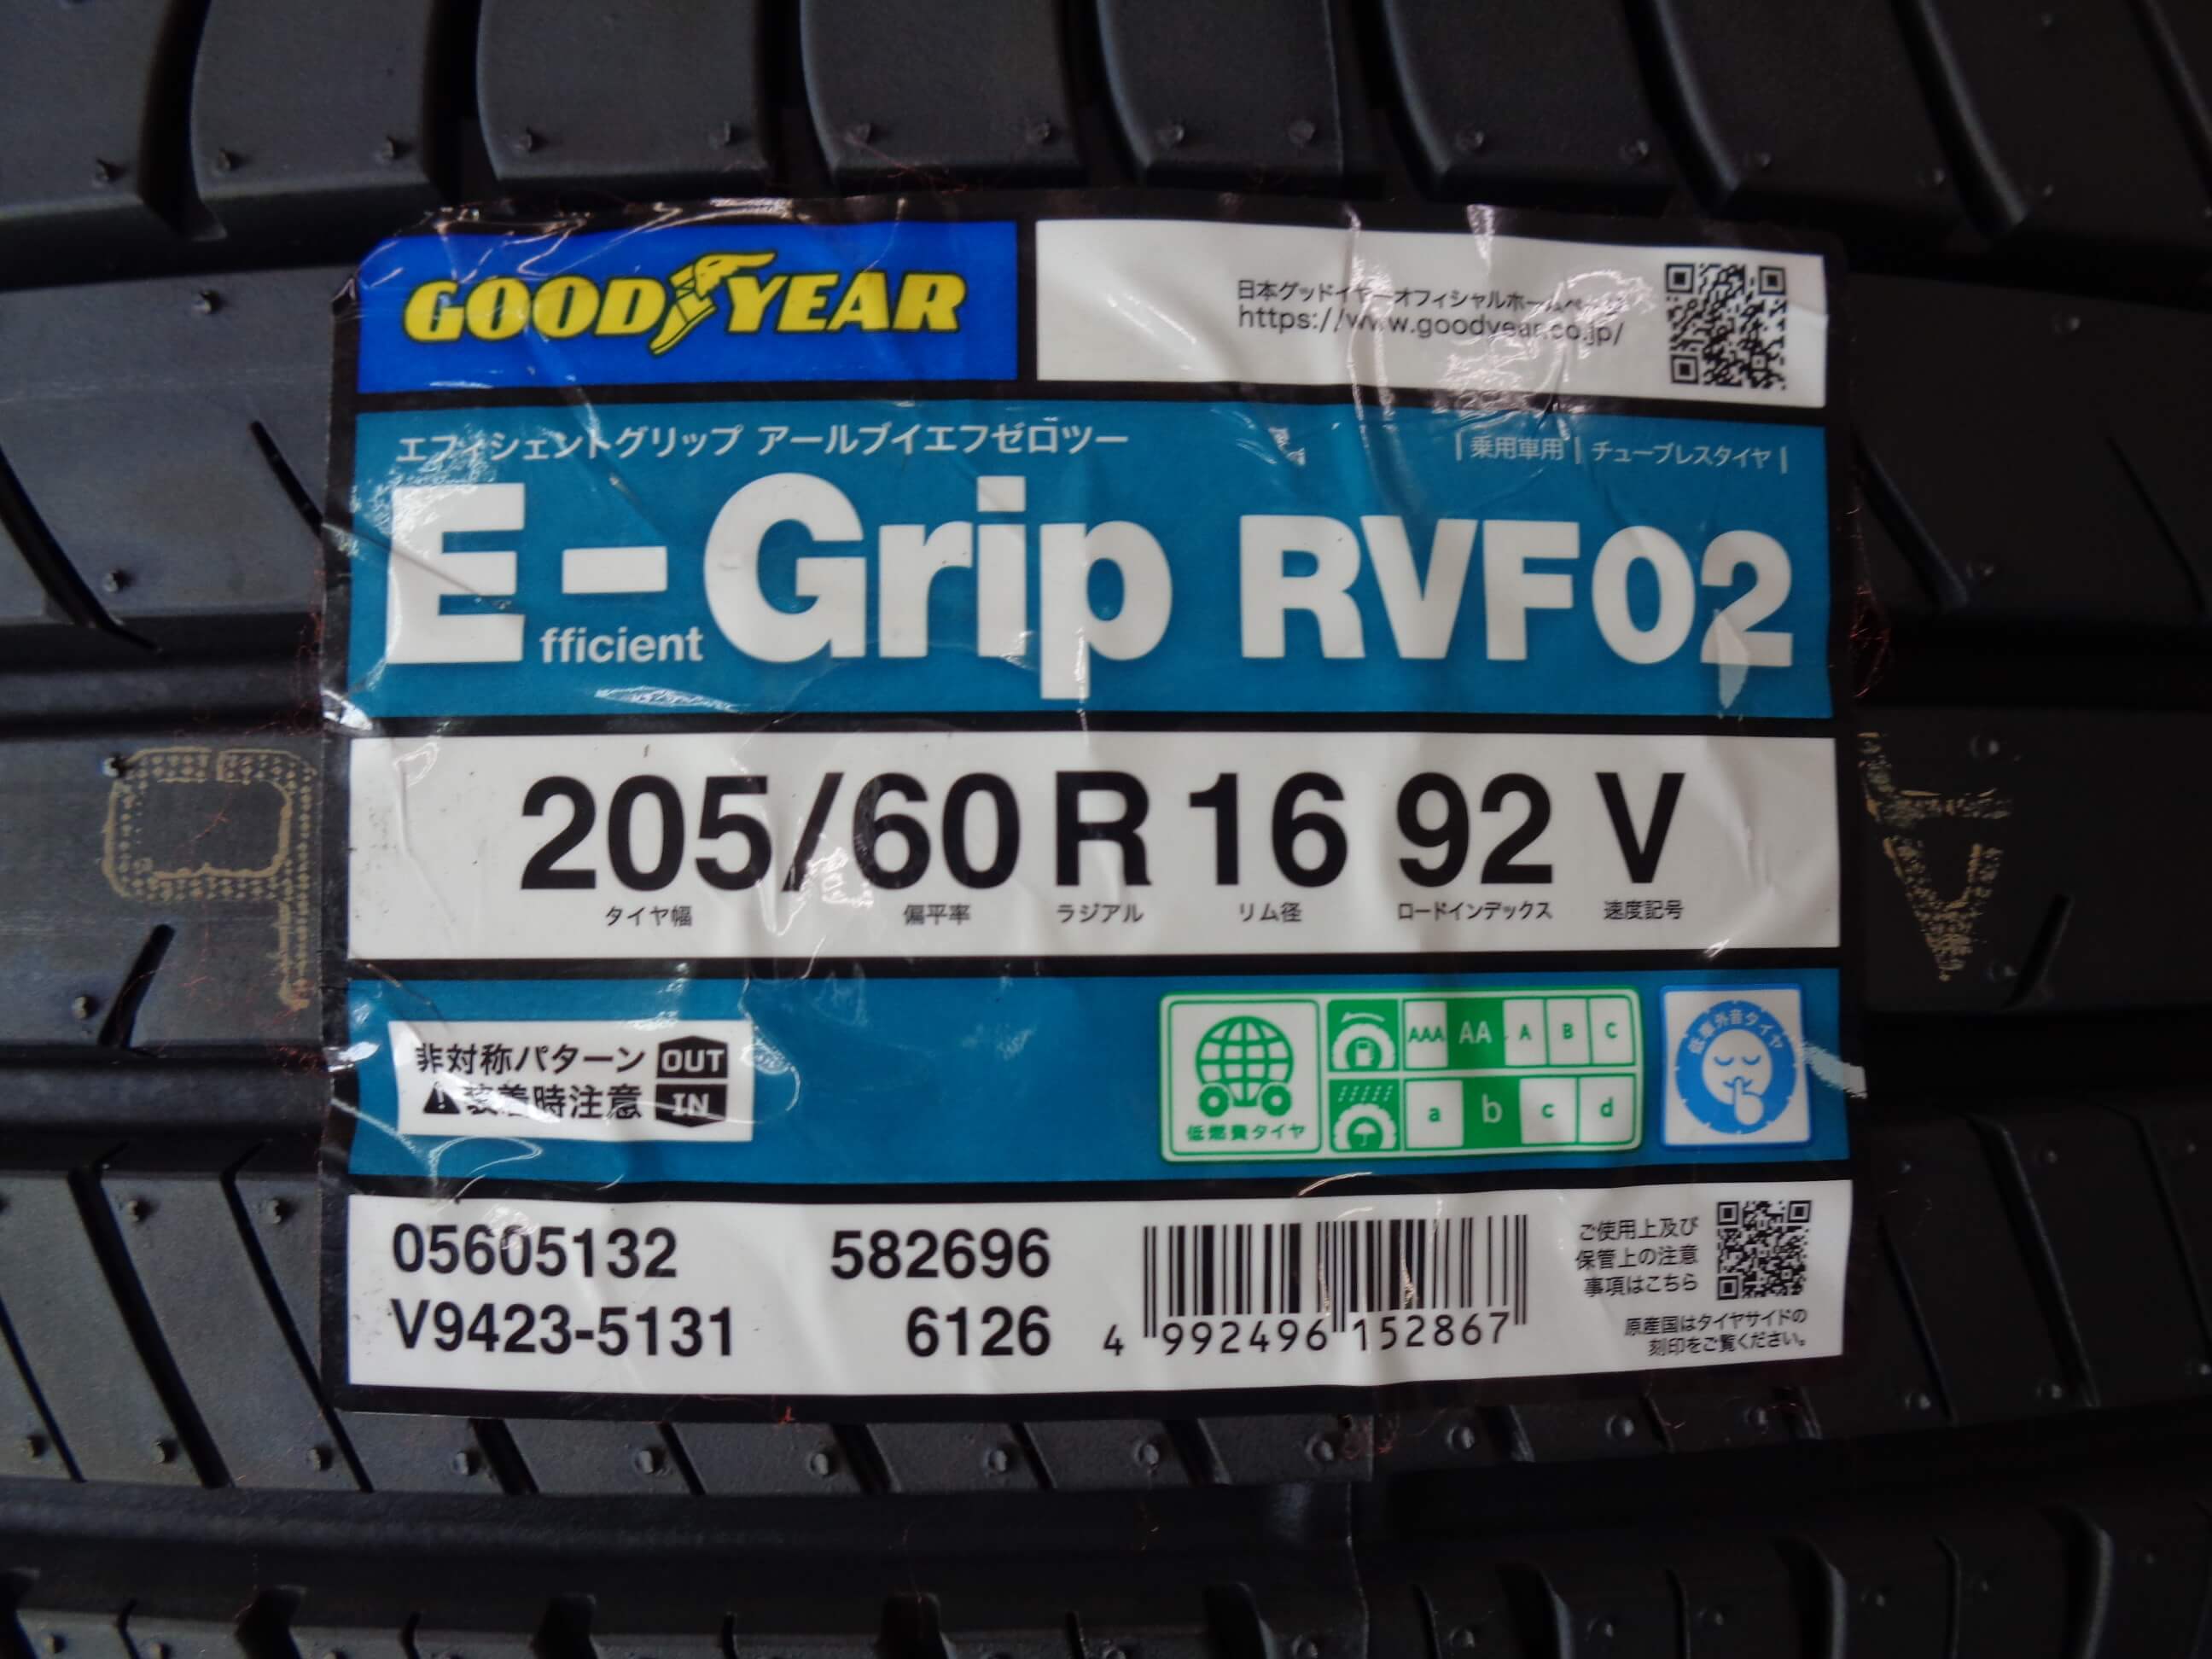 GOODYEAR
日本グッドイヤーオフィシャルホームページ
https://www.goodyear.co.jp/
エフィシェントグリップ アールブイエフゼロツー
|乗用車用|チューブレスタイヤ|
E-Grip RVF02
fficient
205/60 R 16 92 V
タイヤ幅 偏平率 ラジアル リム径 ロードインデックス 速度記号
非対称パターン OUT
装着時注意 IN
AAA AA A B C
低燃費タイヤ
a b c d
低車外音タイヤ
05605132 582696
V9423-5131 6126
4 992496 152867
ご使用上及び
保管上の注意
事項はこちら
原産国はタイヤサイドの
刻印をご覧ください。